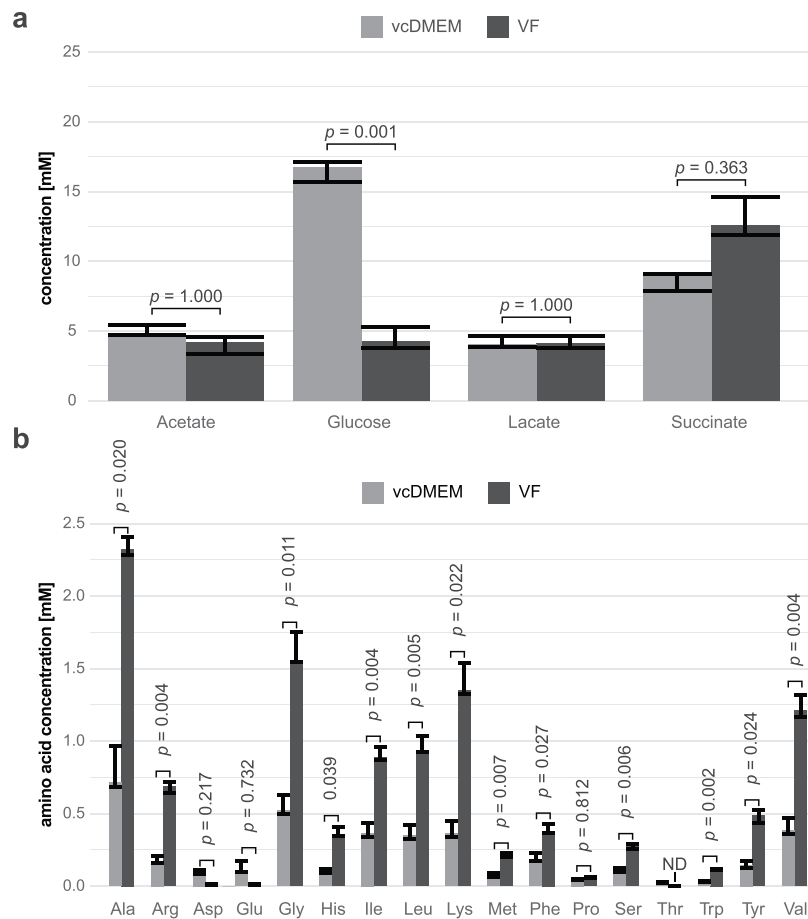 a
vcDMEM VF
25
20
15
10
5
0
concentration [mM]
p = 1.000
p = 0.001
p = 1.000
p = 0.363
Acetate Glucose Lacate Succinate
b
vcDMEM VF
2.5
2.0
1.5
1.0
0.5
0.0
amino acid concentration [mM]
p = 0.020
p = 0.004
p = 0.217
p = 0.732
p = 0.011
0.039
p = 0.004
p = 0.005
p = 0.022
p = 0.007
p = 0.027
p = 0.812
p = 0.006
ND
p = 0.002
p = 0.024
p = 0.004
Ala Arg Asp Glu Gly His Ile Leu Lys Met Phe Pro Ser Thr Trp Tyr Val